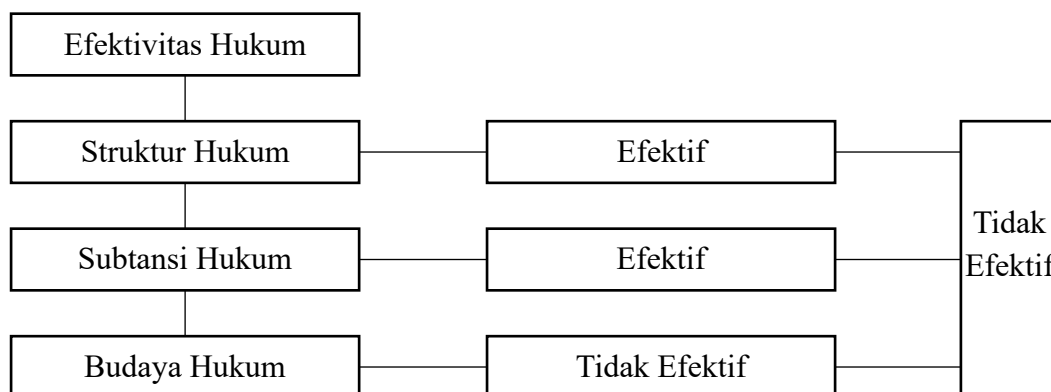 Efektivitas Hukum
Struktur Hukum
Efektif
Subtansi Hukum
Efektif
Budaya Hukum
Tidak Efektif
Tidak
Efektif